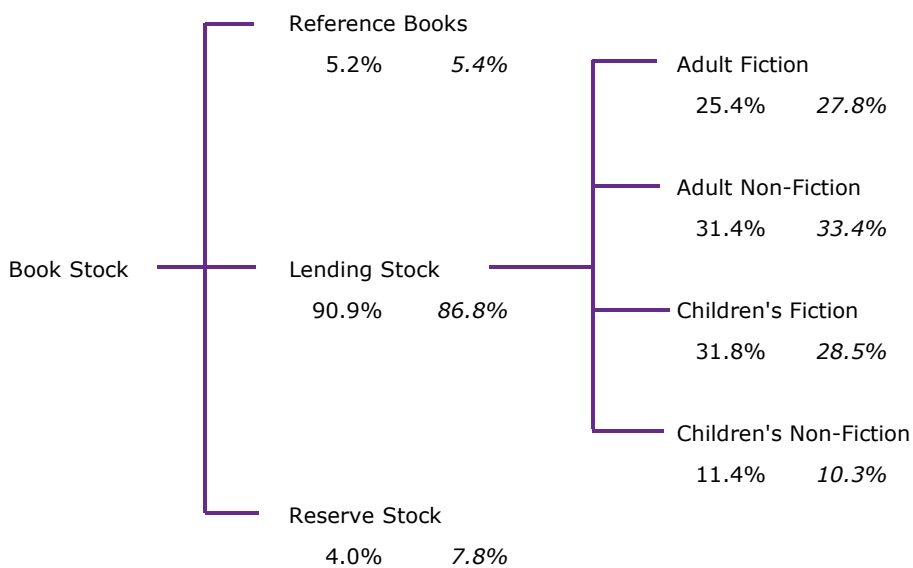 Reference Books
5.2% 5.4%
Adult Fiction
25.4% 27.8%
Adult Non-Fiction
31.4% 33.4%
Book Stock
Lending Stock
90.9% 86.8%
Children's Fiction
31.8% 28.5%
Children's Non-Fiction
11.4% 10.3%
Reserve Stock
4.0% 7.8%